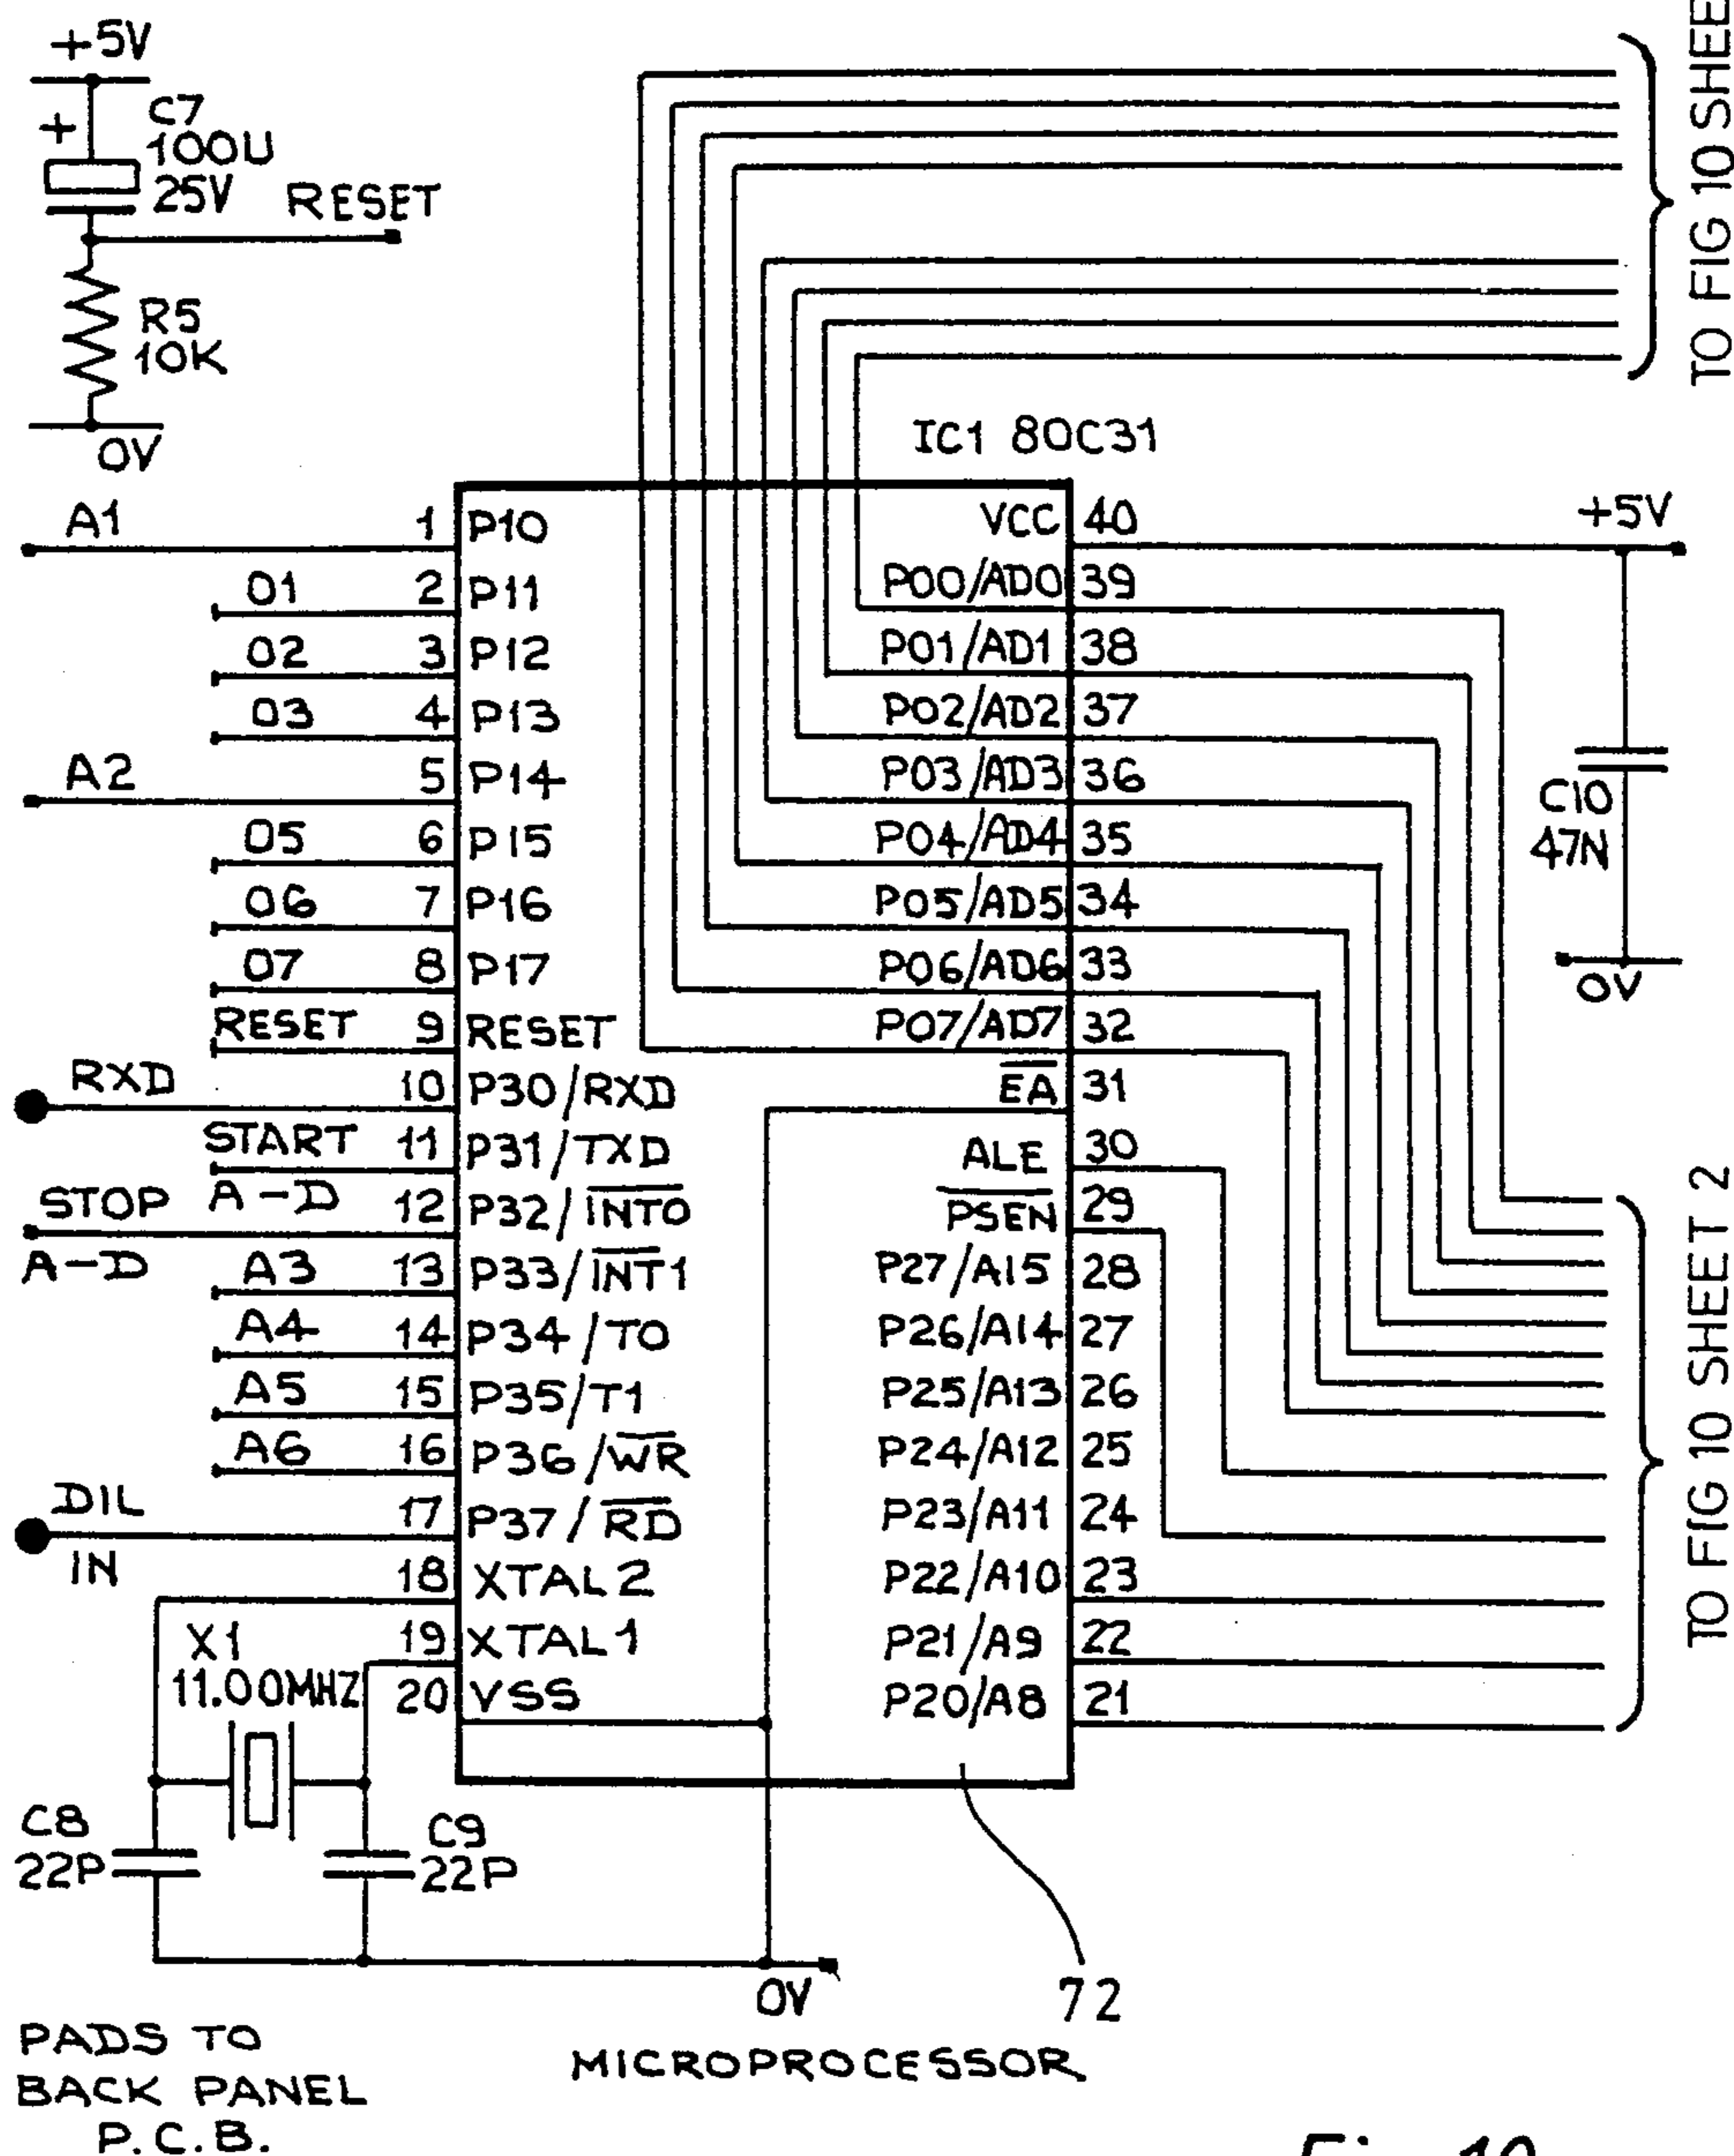 +5V
+
C7
100U
25V
RESET
R5
10K
0V
TO FIG 10 SHEE
IC1 80C31
A1
1
P10
01
2
P11
02
3
P12
03
4
P13
A2
5
P14
05
6
P15
06
7
P16
07
8
P17
RESET
9
RESET
RXD
10
P30/RXD
START
A-D
11
P31/TXD
STOP
A-D
12
P32/INT0
A3
13
P33/INT1
A4
14
P34/T0
A5
15
P35/T1
A6
16
P36/WR
DIL
IN
17
P37/RD
18
XTAL2
19
XTAL1
20
VSS
VCC
40
+5V
P00/AD0
39
P01/AD1
38
P02/AD2
37
P03/AD3
36
P04/AD4
35
P05/AD5
34
P06/AD6
33
P07/AD7
32
EA
31
ALE
30
PSEN
29
P27/A15
28
P26/A14
27
P25/A13
26
P24/A12
25
P23/A11
24
P22/A10
23
P21/A9
22
P20/A8
21
C10
47N
0V
TO FIG 10 SHEET 2
X1
11.00MHZ
C8
22P
C9
22P
0V
72
PADS TO
BACK PANEL
P.C.B.
MICROPROCESSOR